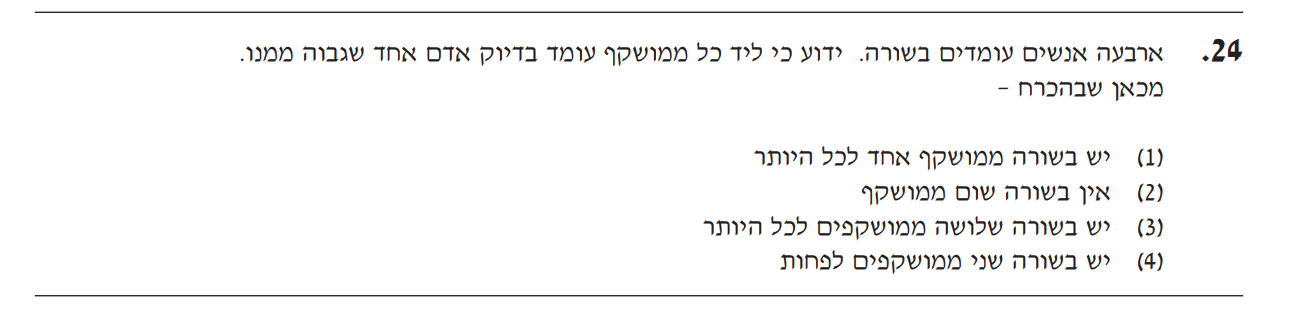 24. ארבעה אנשים עומדים בשורה. ידוע כי ליד כל ממושקף עומד בדיוק אדם אחד שגבוה ממנו.
מכאן שבהכרח –
(1) יש בשורה ממושקף אחד לכל היותר
(2) אין בשורה שום ממושקף
(3) יש בשורה שלושה ממושקפים לכל היותר
(4) יש בשורה שני ממושקפים לפחות